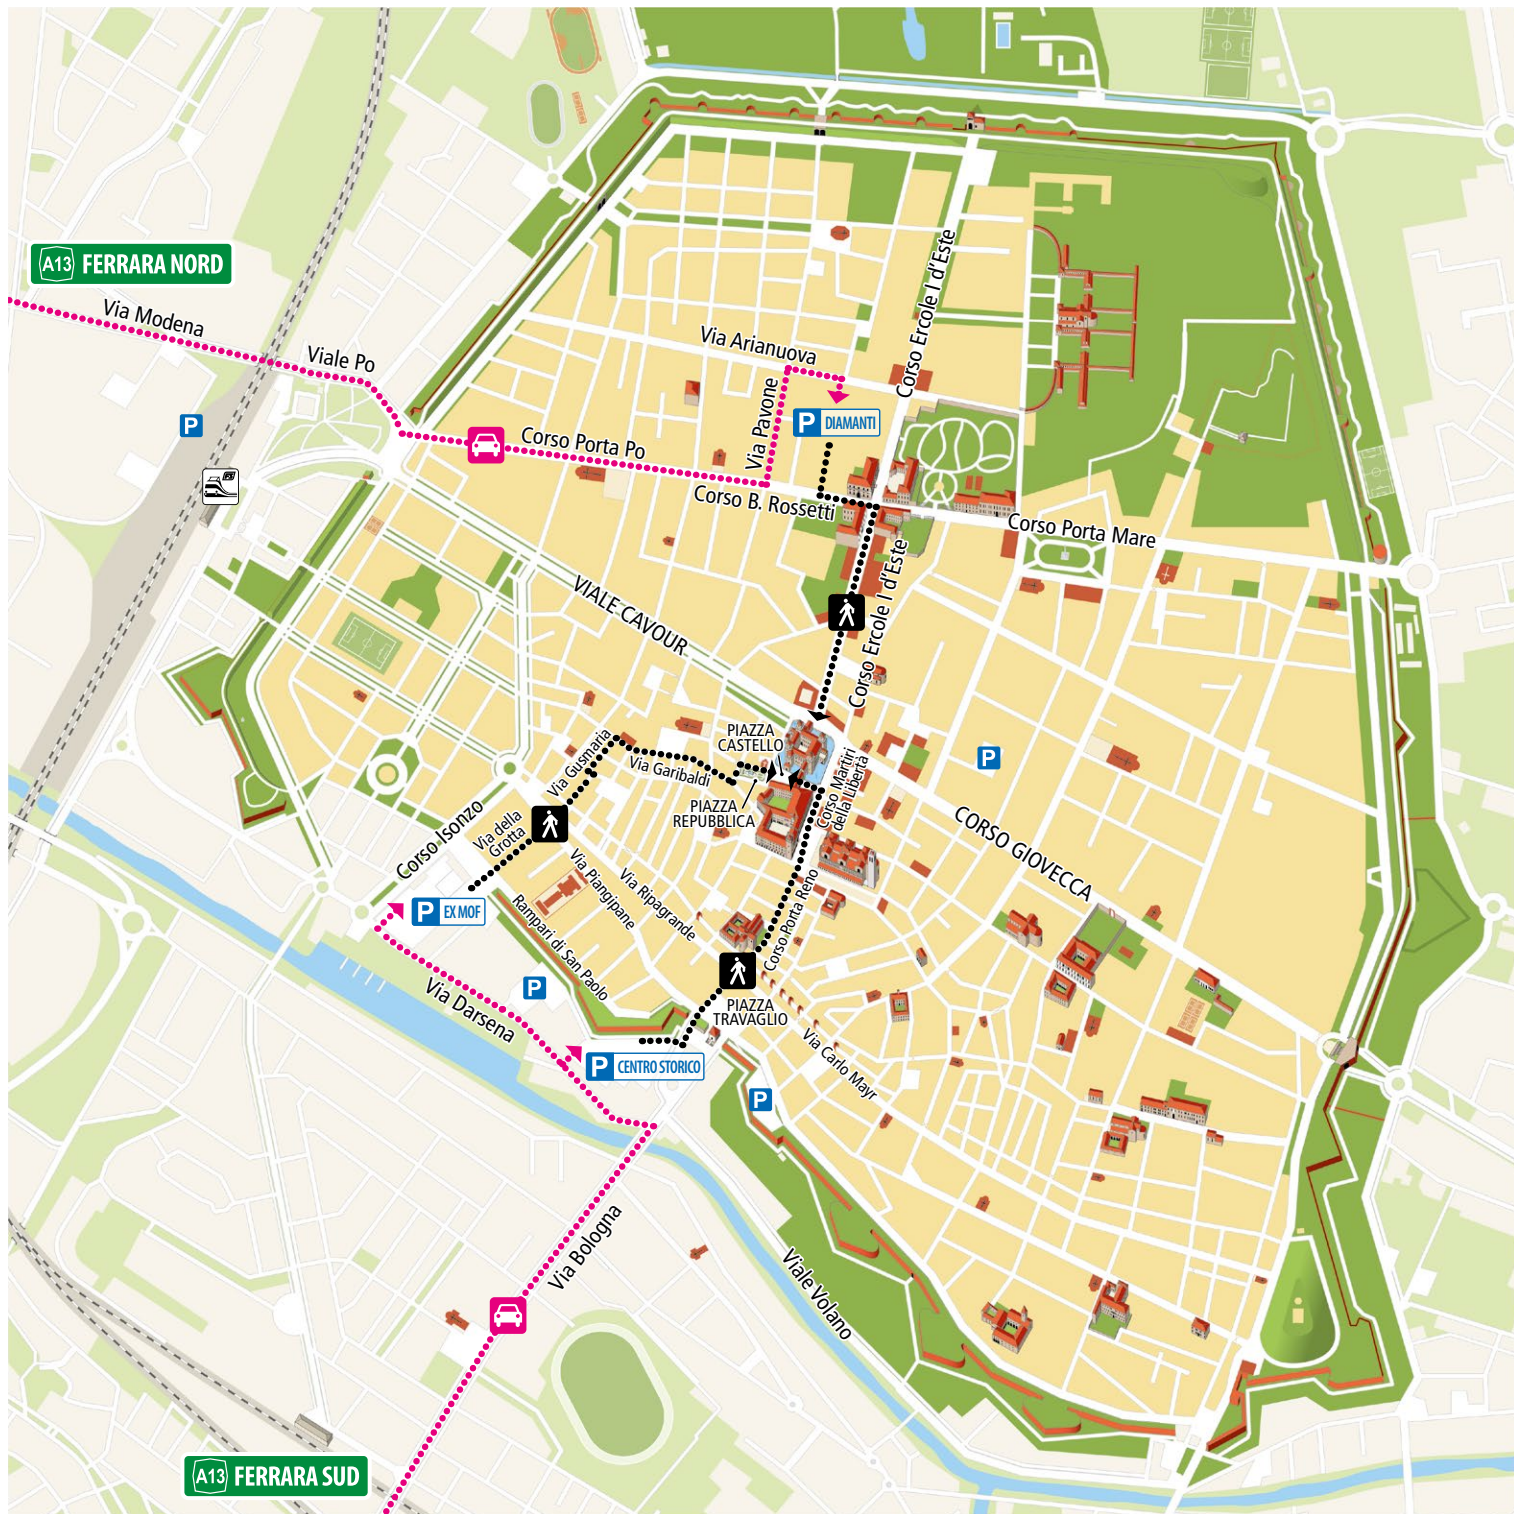 A13 FERRARA NORD
Via Modena
Viale Po
P
FS
Corso Porta Po
Via Pavone
Via Arianuova
Corso Ercole I d'Este
P DIAMANTI
Corso B. Rossetti
Corso Porta Mare
Corso Ercole I d'Este
VIALE CAVOUR
PIAZZA
CASTELLO
Via Gusmaria
Via Garibaldi
PIAZZA
REPUBBLICA
Corso Martiri
della Libertà
P
CORSO GIOVECCA
Corso Isonzo
Via della
Grotta
Via Piangipane
Via Ripagrande
Corso Porta Reno
P EX MOF
Rampari di San Paolo
Via Darsena
P
PIAZZA
TRAVAGLIO
P CENTRO STORICO
Via Carlo Mayr
P
Via Bologna
Viale Volano
A13 FERRARA SUD